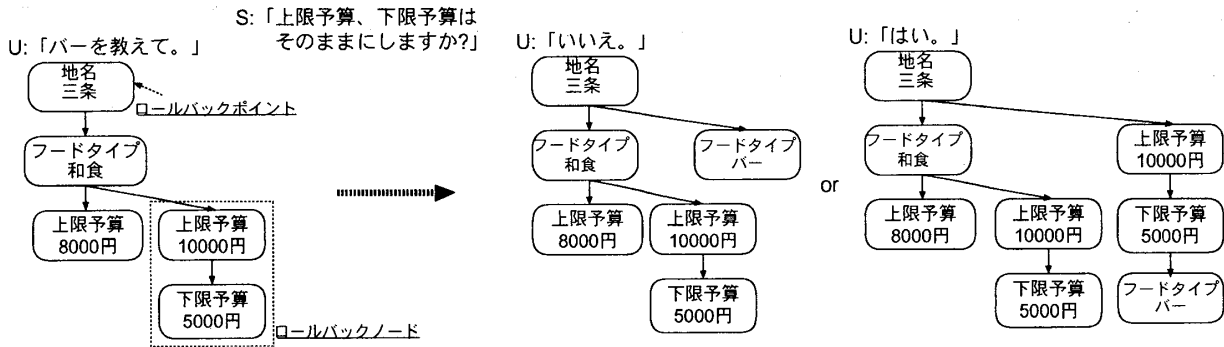 S:「上限予算、下限予算は
そのままにしますか?」
U:「バーを教えて。」
地名
三条
ロールバックポイント
フードタイプ
和食
上限予算
8000円
上限予算
10000円
下限予算
5000円
ロールバックノード
U:「いいえ。」
地名
三条
フードタイプ
和食
フードタイプ
バー
上限予算
8000円
上限予算
10000円
下限予算
5000円
or
U:「はい。」
地名
三条
フードタイプ
和食
上限予算
10000円
上限予算
8000円
上限予算
10000円
下限予算
5000円
下限予算
5000円
フードタイプ
バー